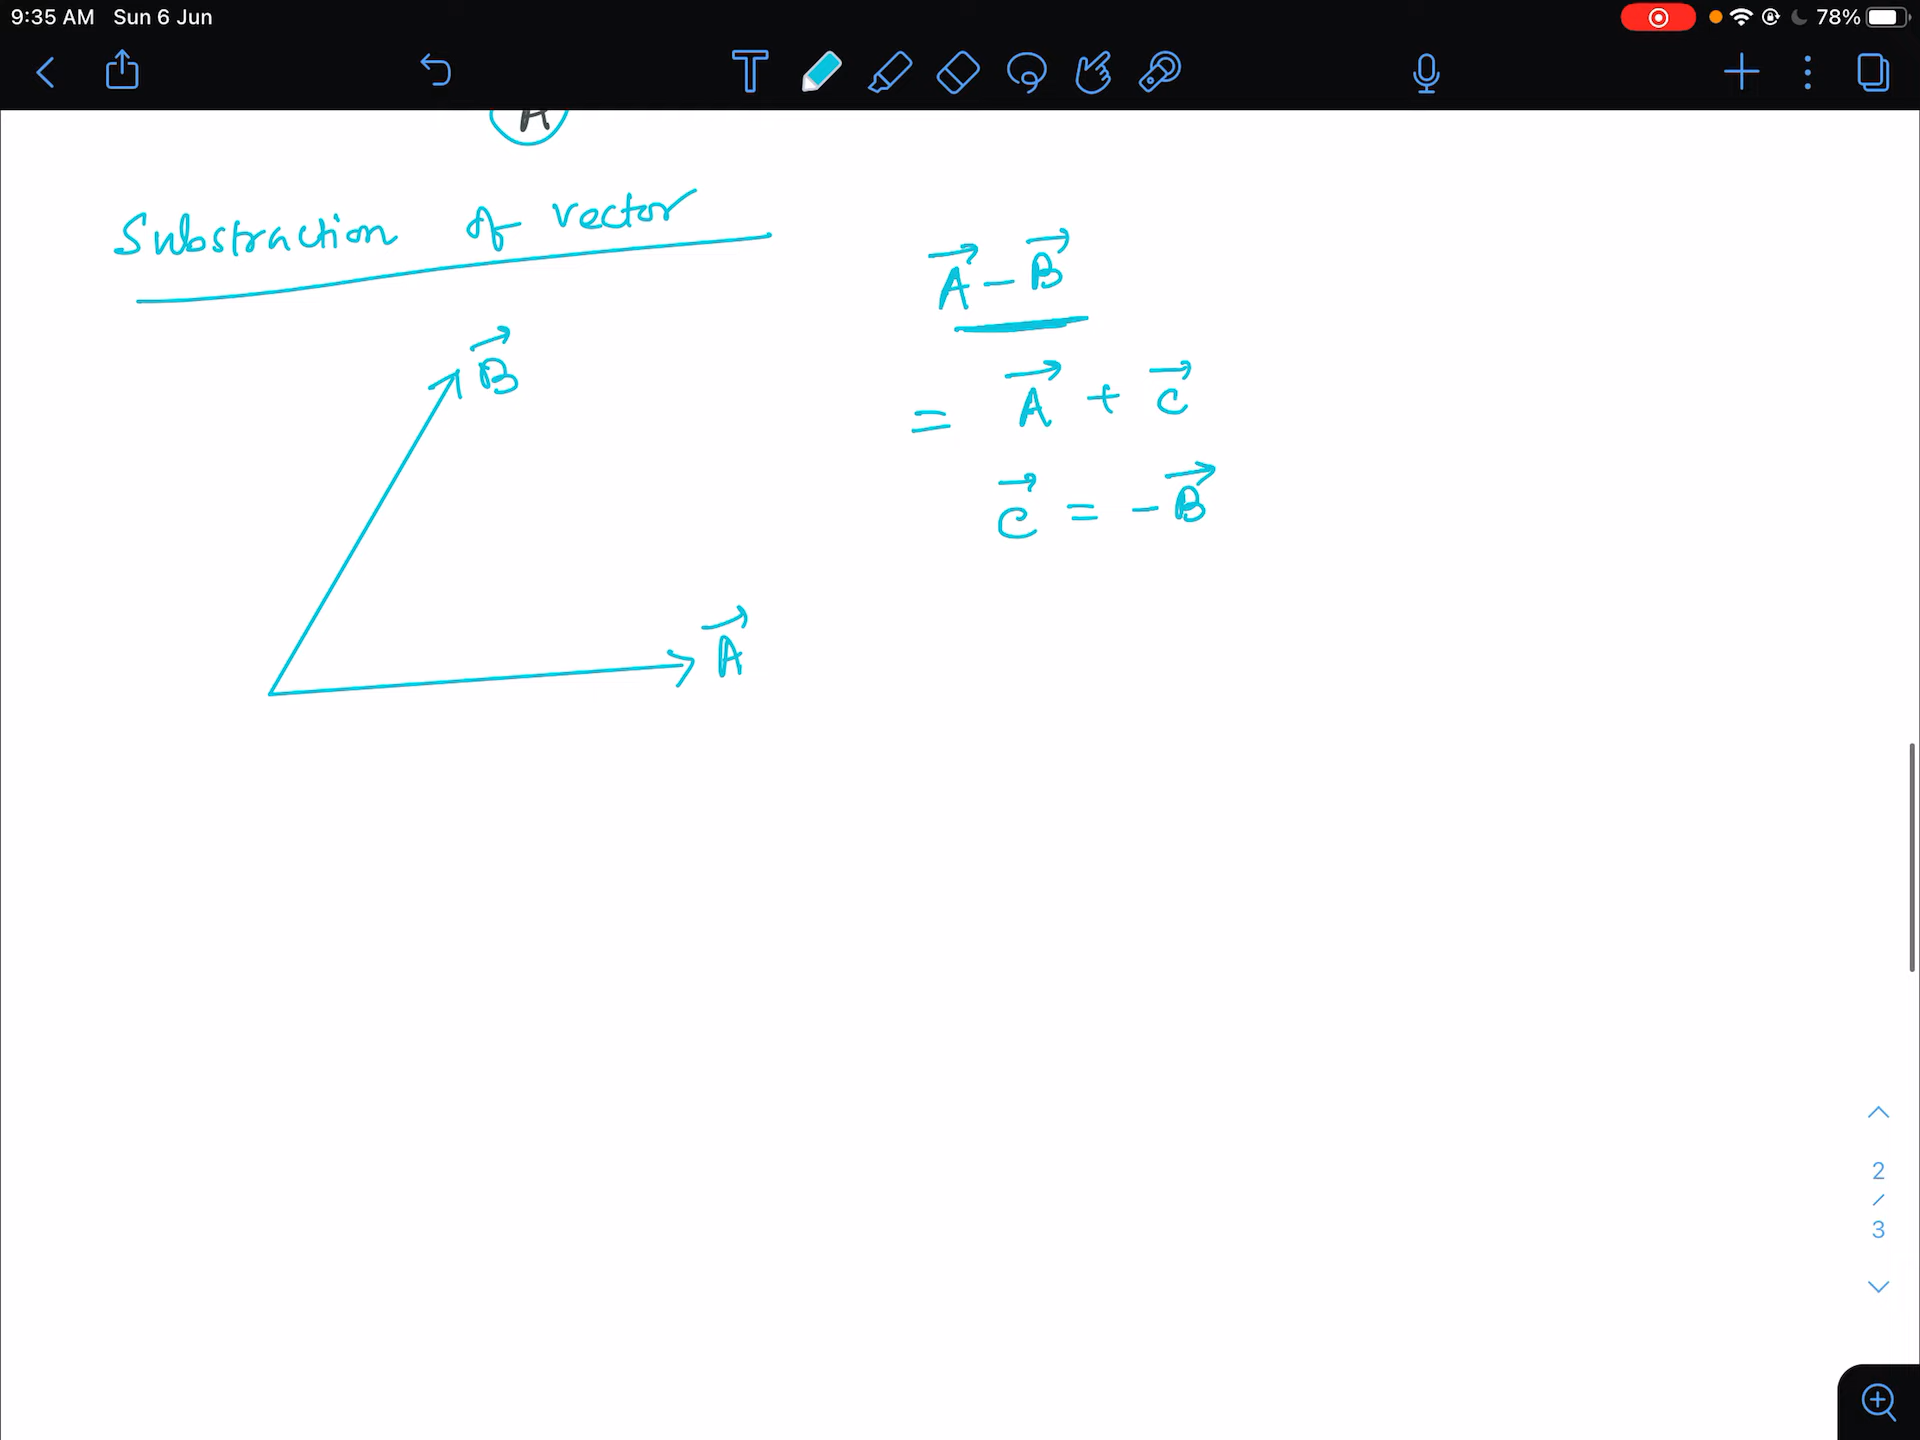 9:35 AM Sun 6 Jun 78%
T
A
Substraction of vector
A⃗ - B⃗
= A⃗ + C⃗
C⃗ = - B⃗
B⃗
A⃗
2
/
3